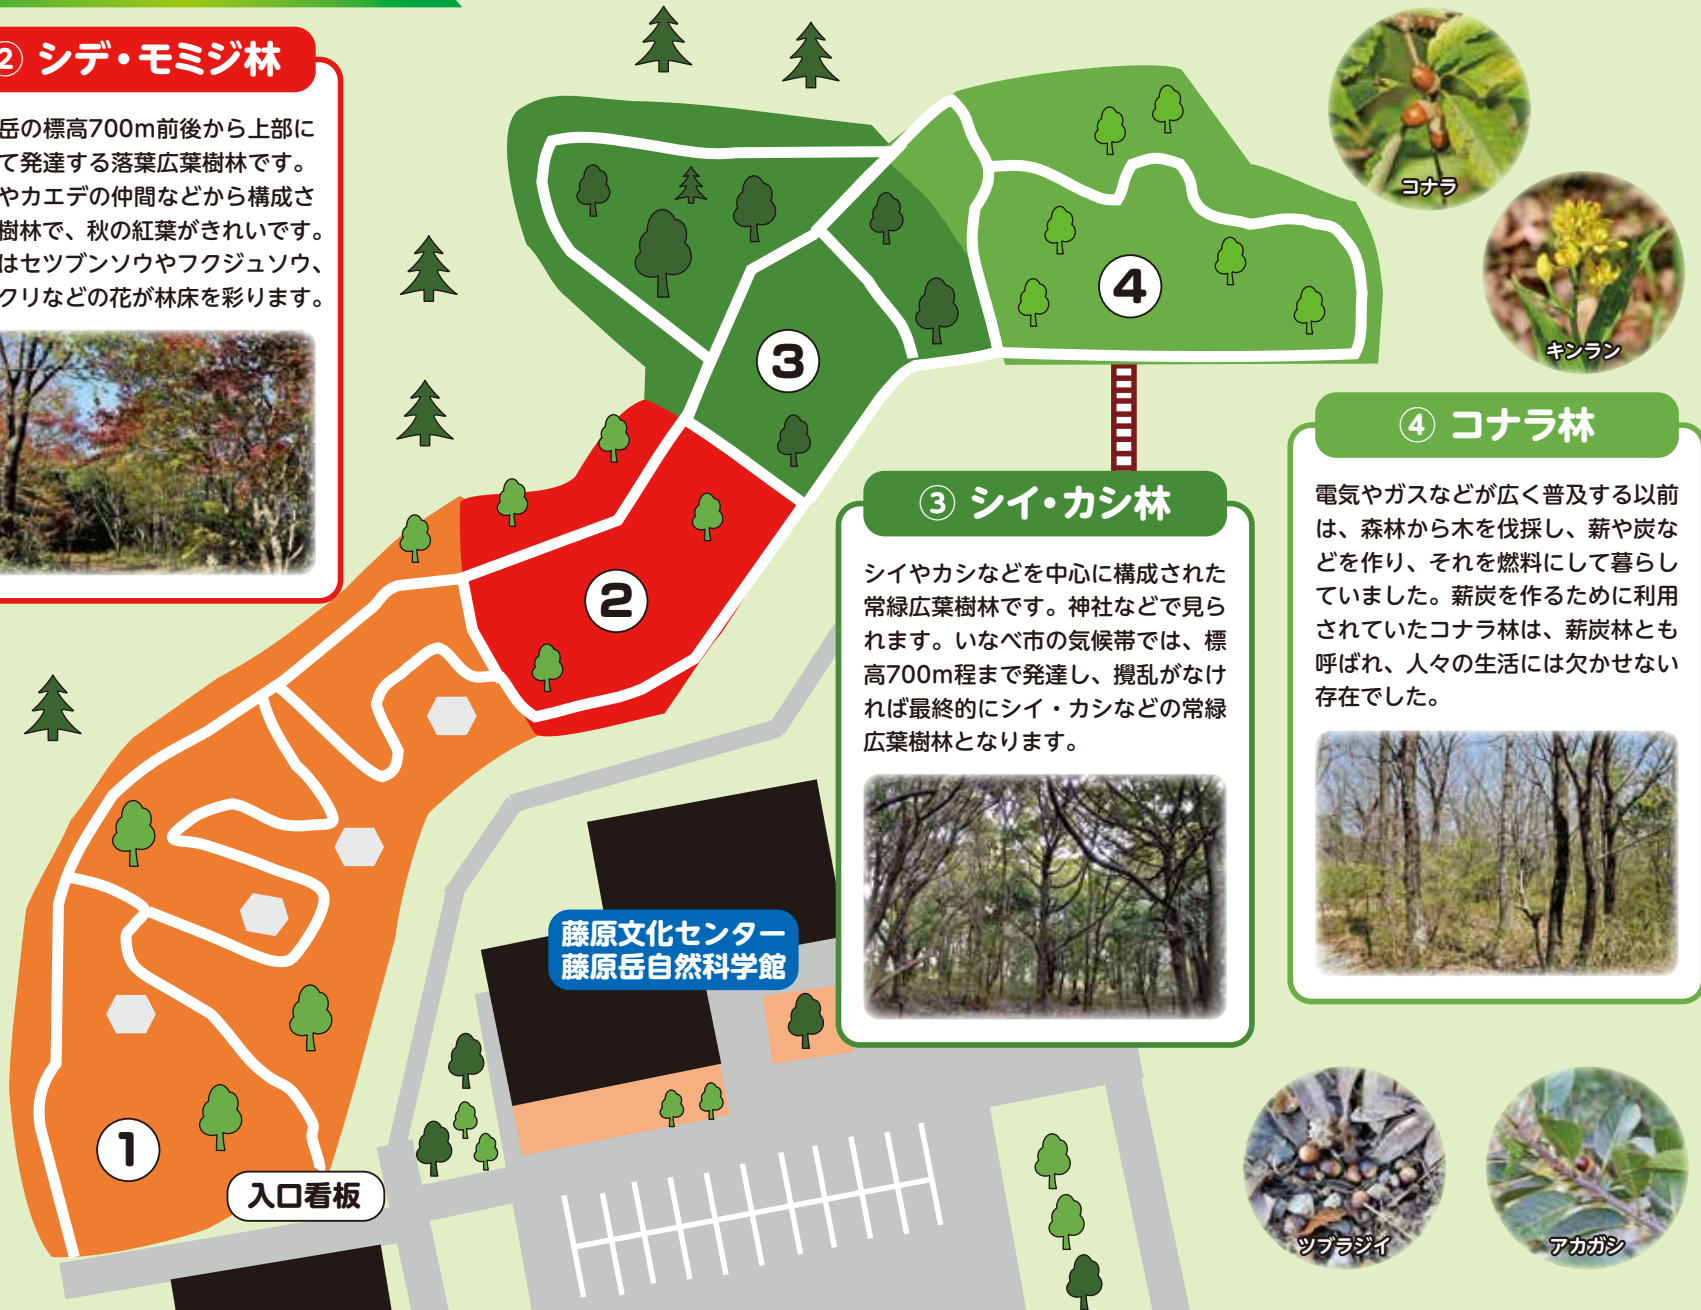 ② シデ・モミジ林
岳の標高700m前後から上部に
て発達する落葉広葉樹林です。
やカエデの仲間などから構成さ
樹林で、秋の紅葉がきれいです。
はセツブンソウやフクジュソウ、
クリなどの花が林床を彩ります。
コナラ
キンラン
④
③
②
①
④ コナラ林
電気やガスなどが広く普及する以前
は、森林から木を伐採し、薪や炭な
どを作り、それを燃料にして暮らし
ていました。薪炭を作るために利用
されていたコナラ林は、薪炭林とも
呼ばれ、人々の生活には欠かせない
存在でした。
③ シイ・カシ林
シイやカシなどを中心に構成された
常緑広葉樹林です。神社などで見ら
れます。いなべ市の気候帯では、標
高700m程まで発達し、攪乱がなけ
れば最終的にシイ・カシなどの常緑
広葉樹林となります。
藤原文化センター
藤原岳自然科学館
入口看板
ツブラジイ
アカガシ